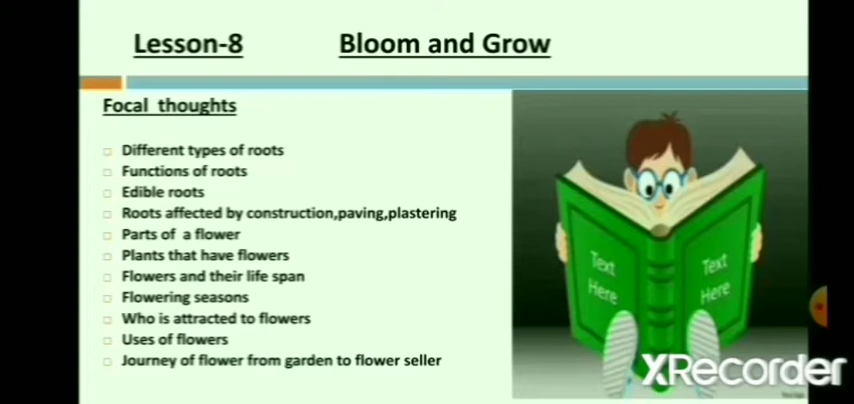 Lesson-8 Bloom and Grow
Focal thoughts
Different types of roots
Functions of roots
Edible roots
Roots affected by construction,paving,plastering
Parts of a flower
Plants that have flowers
Flowers and their life span
Flowering seasons
Who is attracted to flowers
Uses of flowers
Journey of flower from garden to flower seller
Text
Here
Text
Here
XRecorder